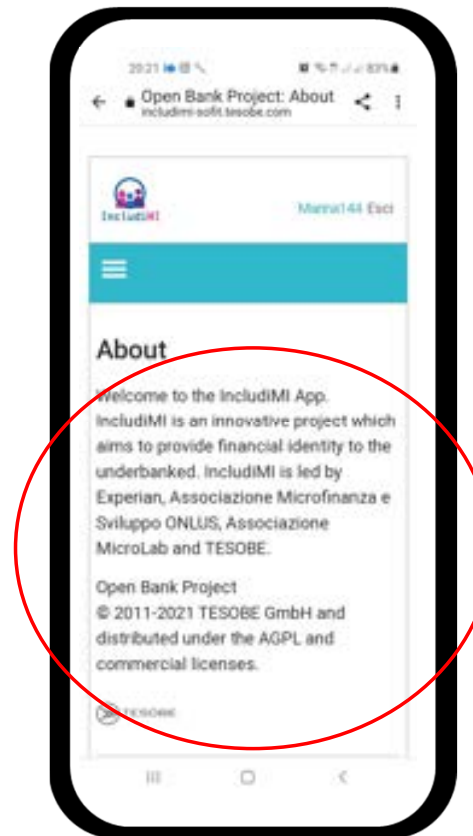 20:21
83%
Open Bank Project: About
includimi-sofit.tesobe.com
IncludiMI
Marina144 Esci
About
Welcome to the IncludiMI App.
IncludiMI is an innovative project which
aims to provide financial identity to the
underbanked. IncludiMI is led by
Experian, Associazione Microfinanza e
Sviluppo ONLUS, Associazione
MicroLab and TESOBE.
Open Bank Project
© 2011-2021 TESOBE GmbH and
distributed under the AGPL and
commercial licenses.
TESOBE